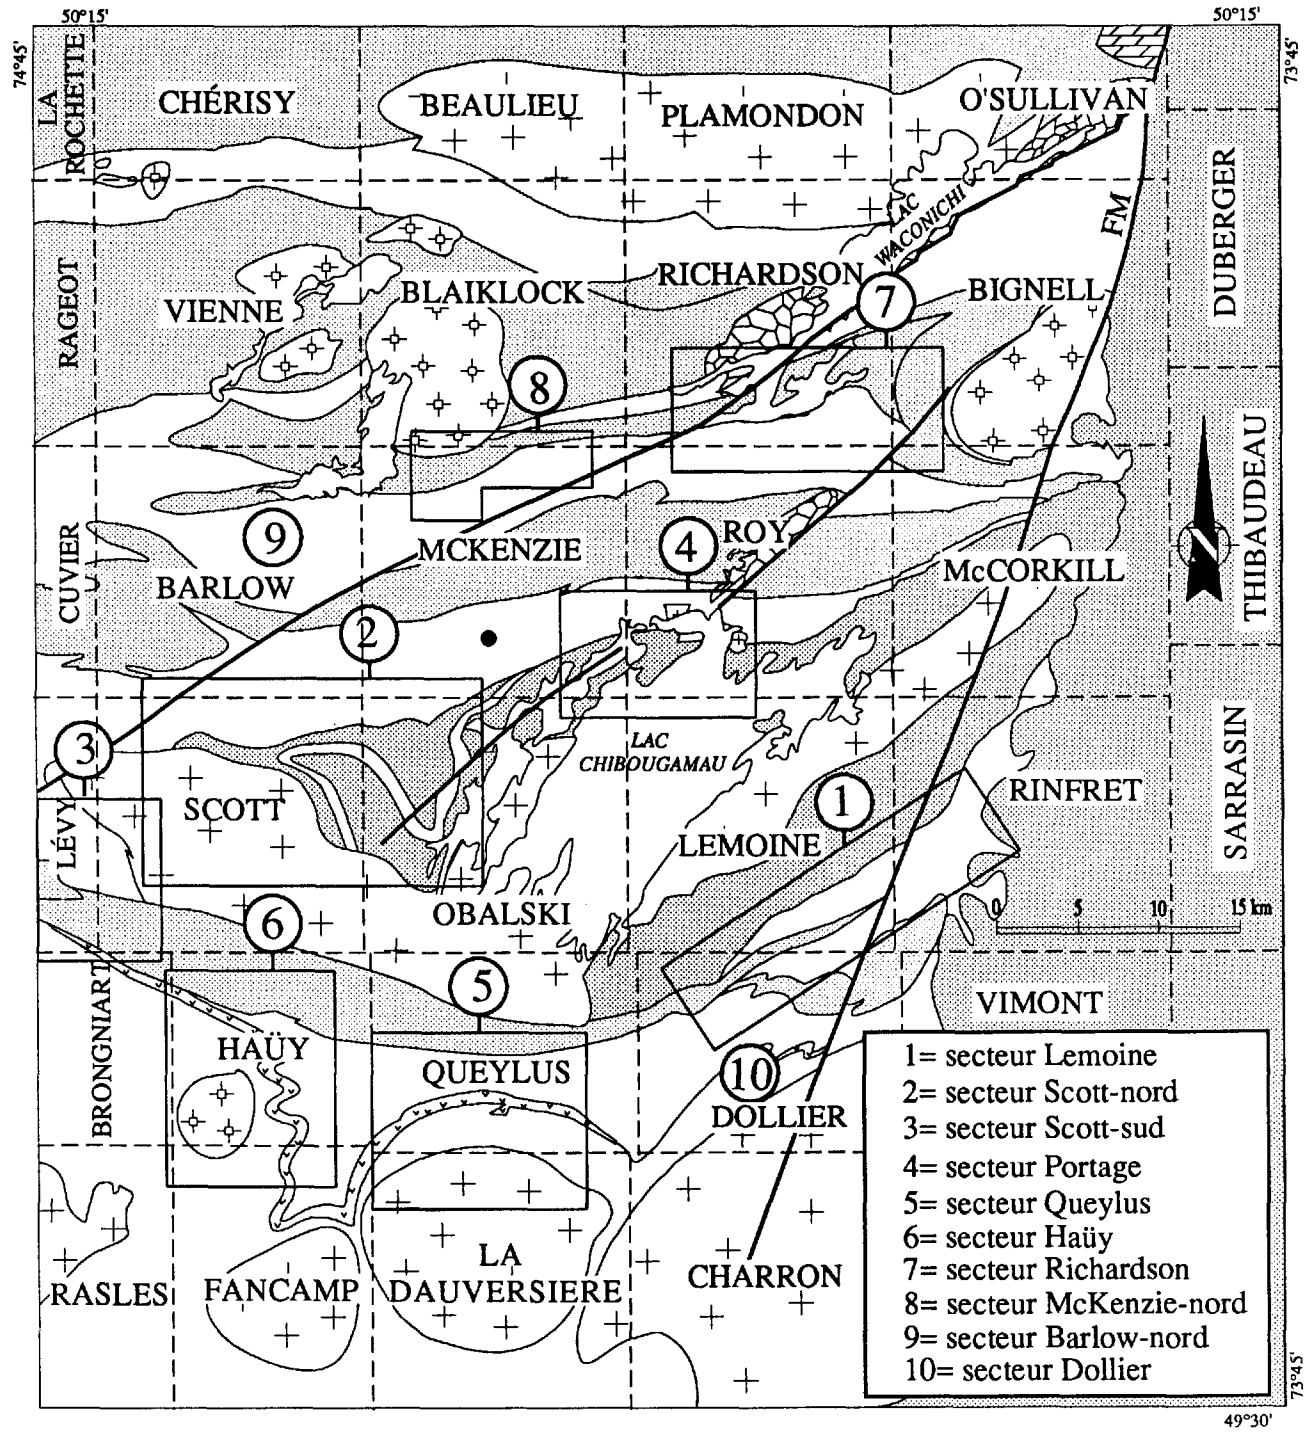 50°15'
50°15'
74°45'
73°45'
LA
ROCHETTE
CHÉRISY
BEAULIEU
PLAMONDON
O'SULLIVAN
DUBERGER
LAC
WACONICHI
FM
RAGEOT
VIENNE
BLAIKLOCK
RICHARDSON
7
BIGNELL
8
THIBAUDEAU
CUVIER
9
MCKENZIE
4
ROY
BARLOW
McCORKILL
2
3
LAC
CHIBOUGAMAU
SARRASIN
LÉVY
SCOTT
1
RINFRET
LEMOINE
6
OBALSKI
0 5 10 15 km
5
VIMONT
BRONGNIART
HAÜY
QUEYLUS
10
DOLLIER
RASLES
FANCAMP
LA
DAUVERSIERE
CHARRON
1= secteur Lemoine
2= secteur Scott-nord
3= secteur Scott-sud
4= secteur Portage
5= secteur Queylus
6= secteur Haüy
7= secteur Richardson
8= secteur McKenzie-nord
9= secteur Barlow-nord
10= secteur Dollier
73°45'
49°30'